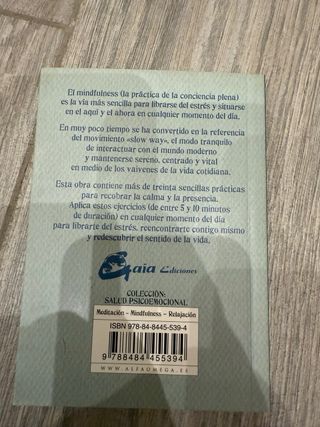 El mindfulness (la práctica de la conciencia plena)
es la vía más sencilla para librarse del estrés y situarse
en el aquí y el ahora en cualquier momento del día.
En muy poco tiempo se ha convertido en la referencia
del movimiento «slow way», el modo tranquilo
de interactuar con el mundo moderno
y mantenerse sereno, centrado y vital
en medio de los vaivenes de la vida cotidiana.
Esta obra contiene más de treinta sencillas prácticas
para recobrar la calma y la presencia.
Aplica estos ejercicios (de entre 5 y 10 minutos
de duración) en cualquier momento del día
para librarte del estrés, reencontrarte contigo mismo
y redescubrir el sentido de la vida.
Gaia Ediciones
COLECCIÓN:
SALUD PSICOEMOCIONAL
Meditación – Mindfulness – Relajación
ISBN 978-84-8445-539-4
9 788484 455394
WWW.ALFAOMEGA.ES